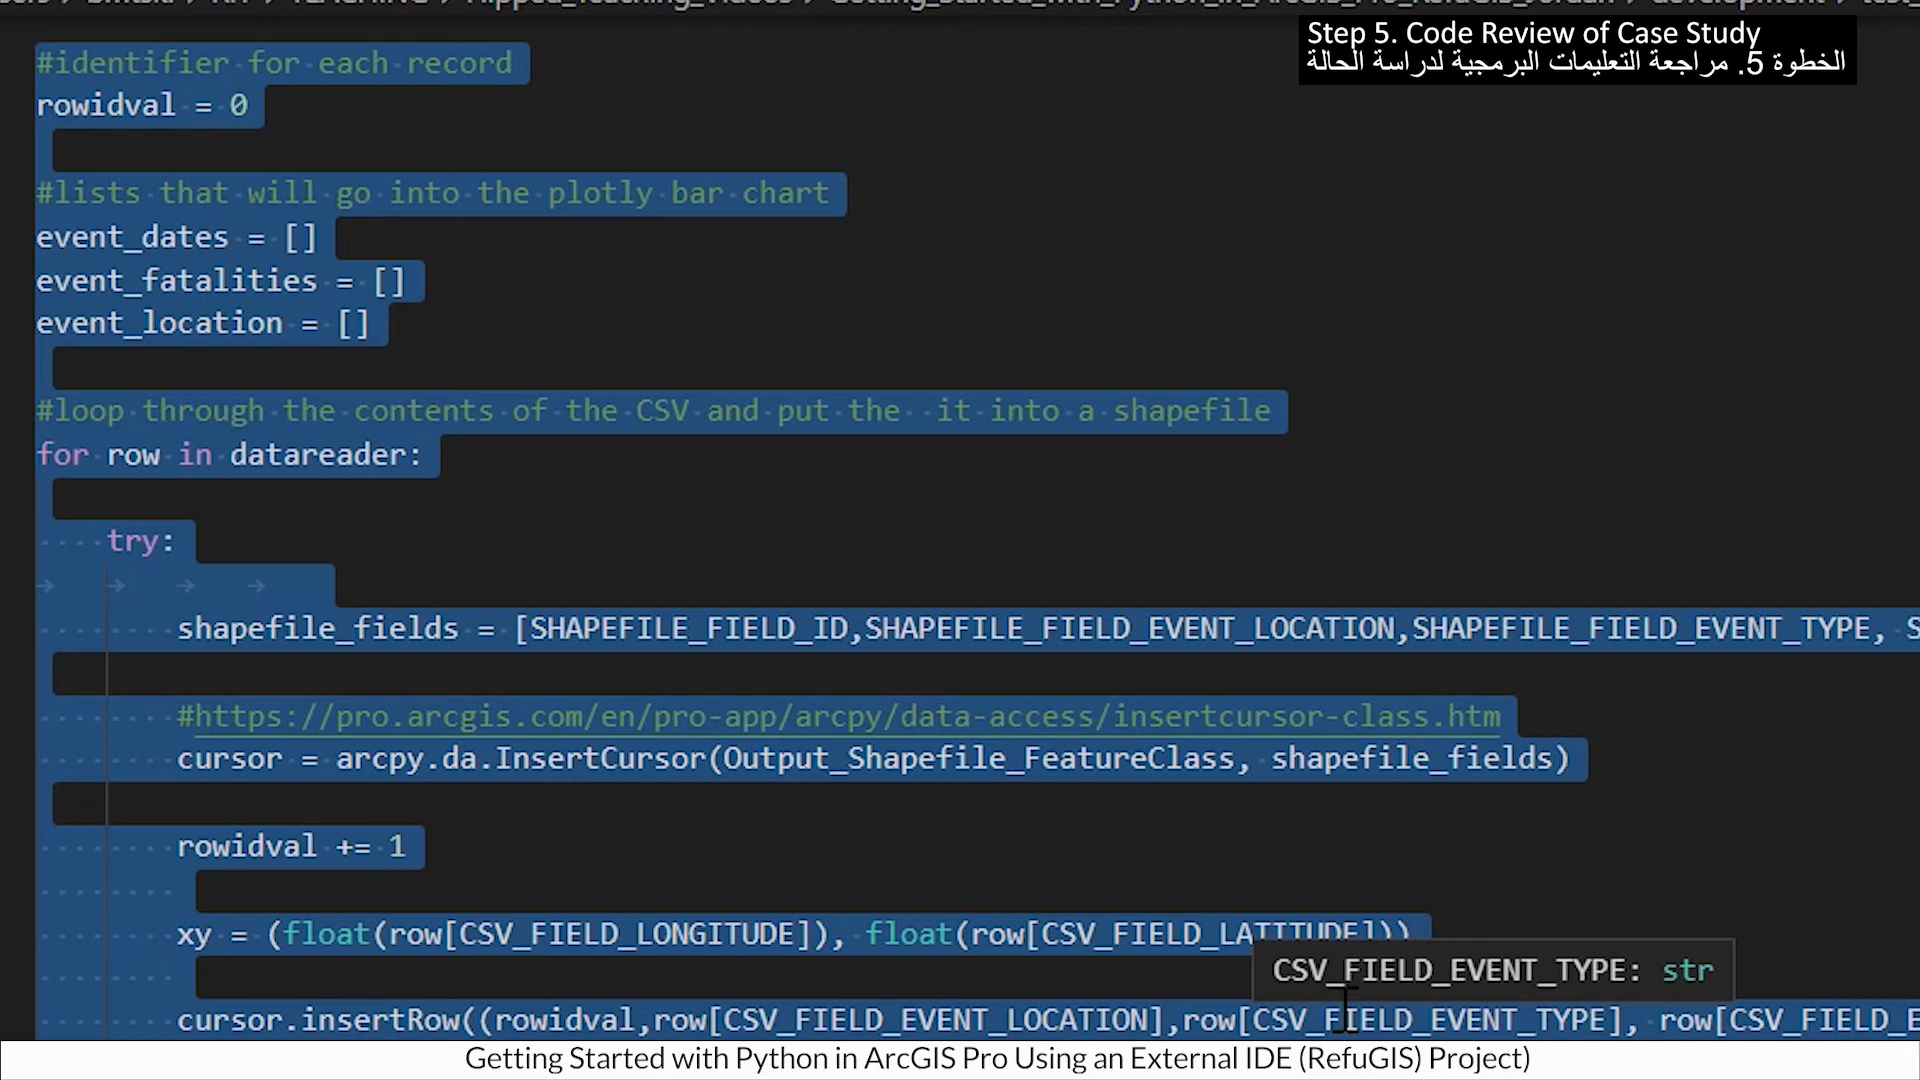 Step 5. Code Review of Case Study
الخطوة 5. مراجعة التعليمات البرمجية لدراسة الحالة
#identifier for each record
rowidval = 0
#lists that will go into the plotly bar chart
event_dates = []
event_fatalities = []
event_location = []
#loop through the contents of the CSV and put the  it into a shapefile
for row in datareader:
try:
shapefile_fields = [SHAPEFILE_FIELD_ID,SHAPEFILE_FIELD_EVENT_LOCATION,SHAPEFILE_FIELD_EVENT_TYPE, S
#https://pro.arcgis.com/en/pro-app/arcpy/data-access/insertcursor-class.htm
cursor = arcpy.da.InsertCursor(Output_Shapefile_FeatureClass, shapefile_fields)
rowidval += 1
xy = (float(row[CSV_FIELD_LONGITUDE]), float(row[CSV_FIELD_LATITUDE]))
CSV_FIELD_EVENT_TYPE: str
cursor.insertRow((rowidval,row[CSV_FIELD_EVENT_LOCATION],row[CSV_FIELD_EVENT_TYPE], row[CSV_FIELD_E
Getting Started with Python in ArcGIS Pro Using an External IDE (RefuGIS) Project)